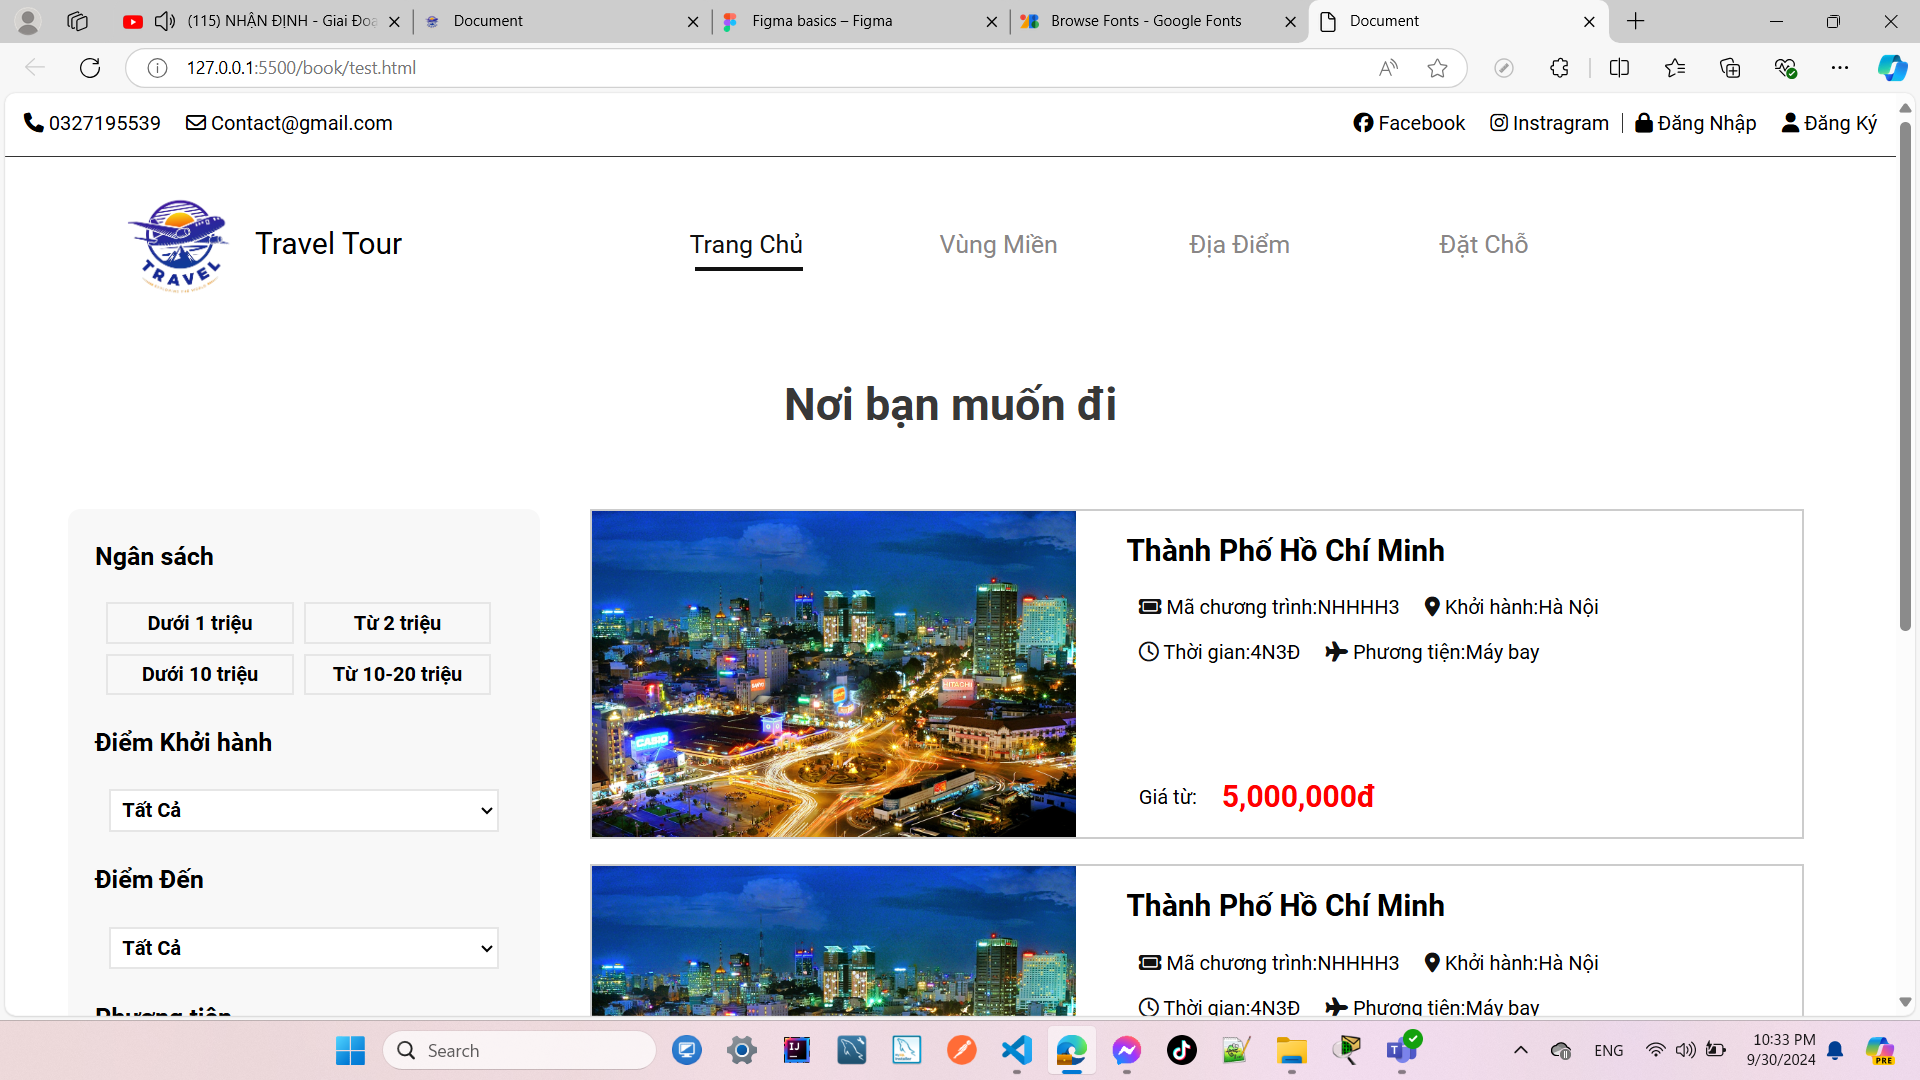 (115) NHẬN ĐỊNH - Giai Đoạ
Document
Figma basics – Figma
Browse Fonts - Google Fonts
Document
127.0.0.1:5500/book/test.html
0327195539
Contact@gmail.com
Facebook
Instragram
Đăng Nhập
Đăng Ký
TRAVEL
Travel Tour
Trang Chủ
Vùng Miền
Địa Điểm
Đặt Chỗ
Nơi bạn muốn đi
Ngân sách
Dưới 1 triệu
Từ 2 triệu
Dưới 10 triệu
Từ 10-20 triệu
Điểm Khởi hành
Tất Cả
Điểm Đến
Tất Cả
Phương tiện
CASIO
HITACHI
Thành Phố Hồ Chí Minh
Mã chương trình:NHHHH3
Khởi hành:Hà Nội
Thời gian:4N3Đ
Phương tiện:Máy bay
Giá từ:
5,000,000đ
Thành Phố Hồ Chí Minh
Mã chương trình:NHHHH3
Khởi hành:Hà Nội
Thời gian:4N3Đ
Phương tiện:Máy bay
Search
ENG
10:33 PM
9/30/2024
PRE